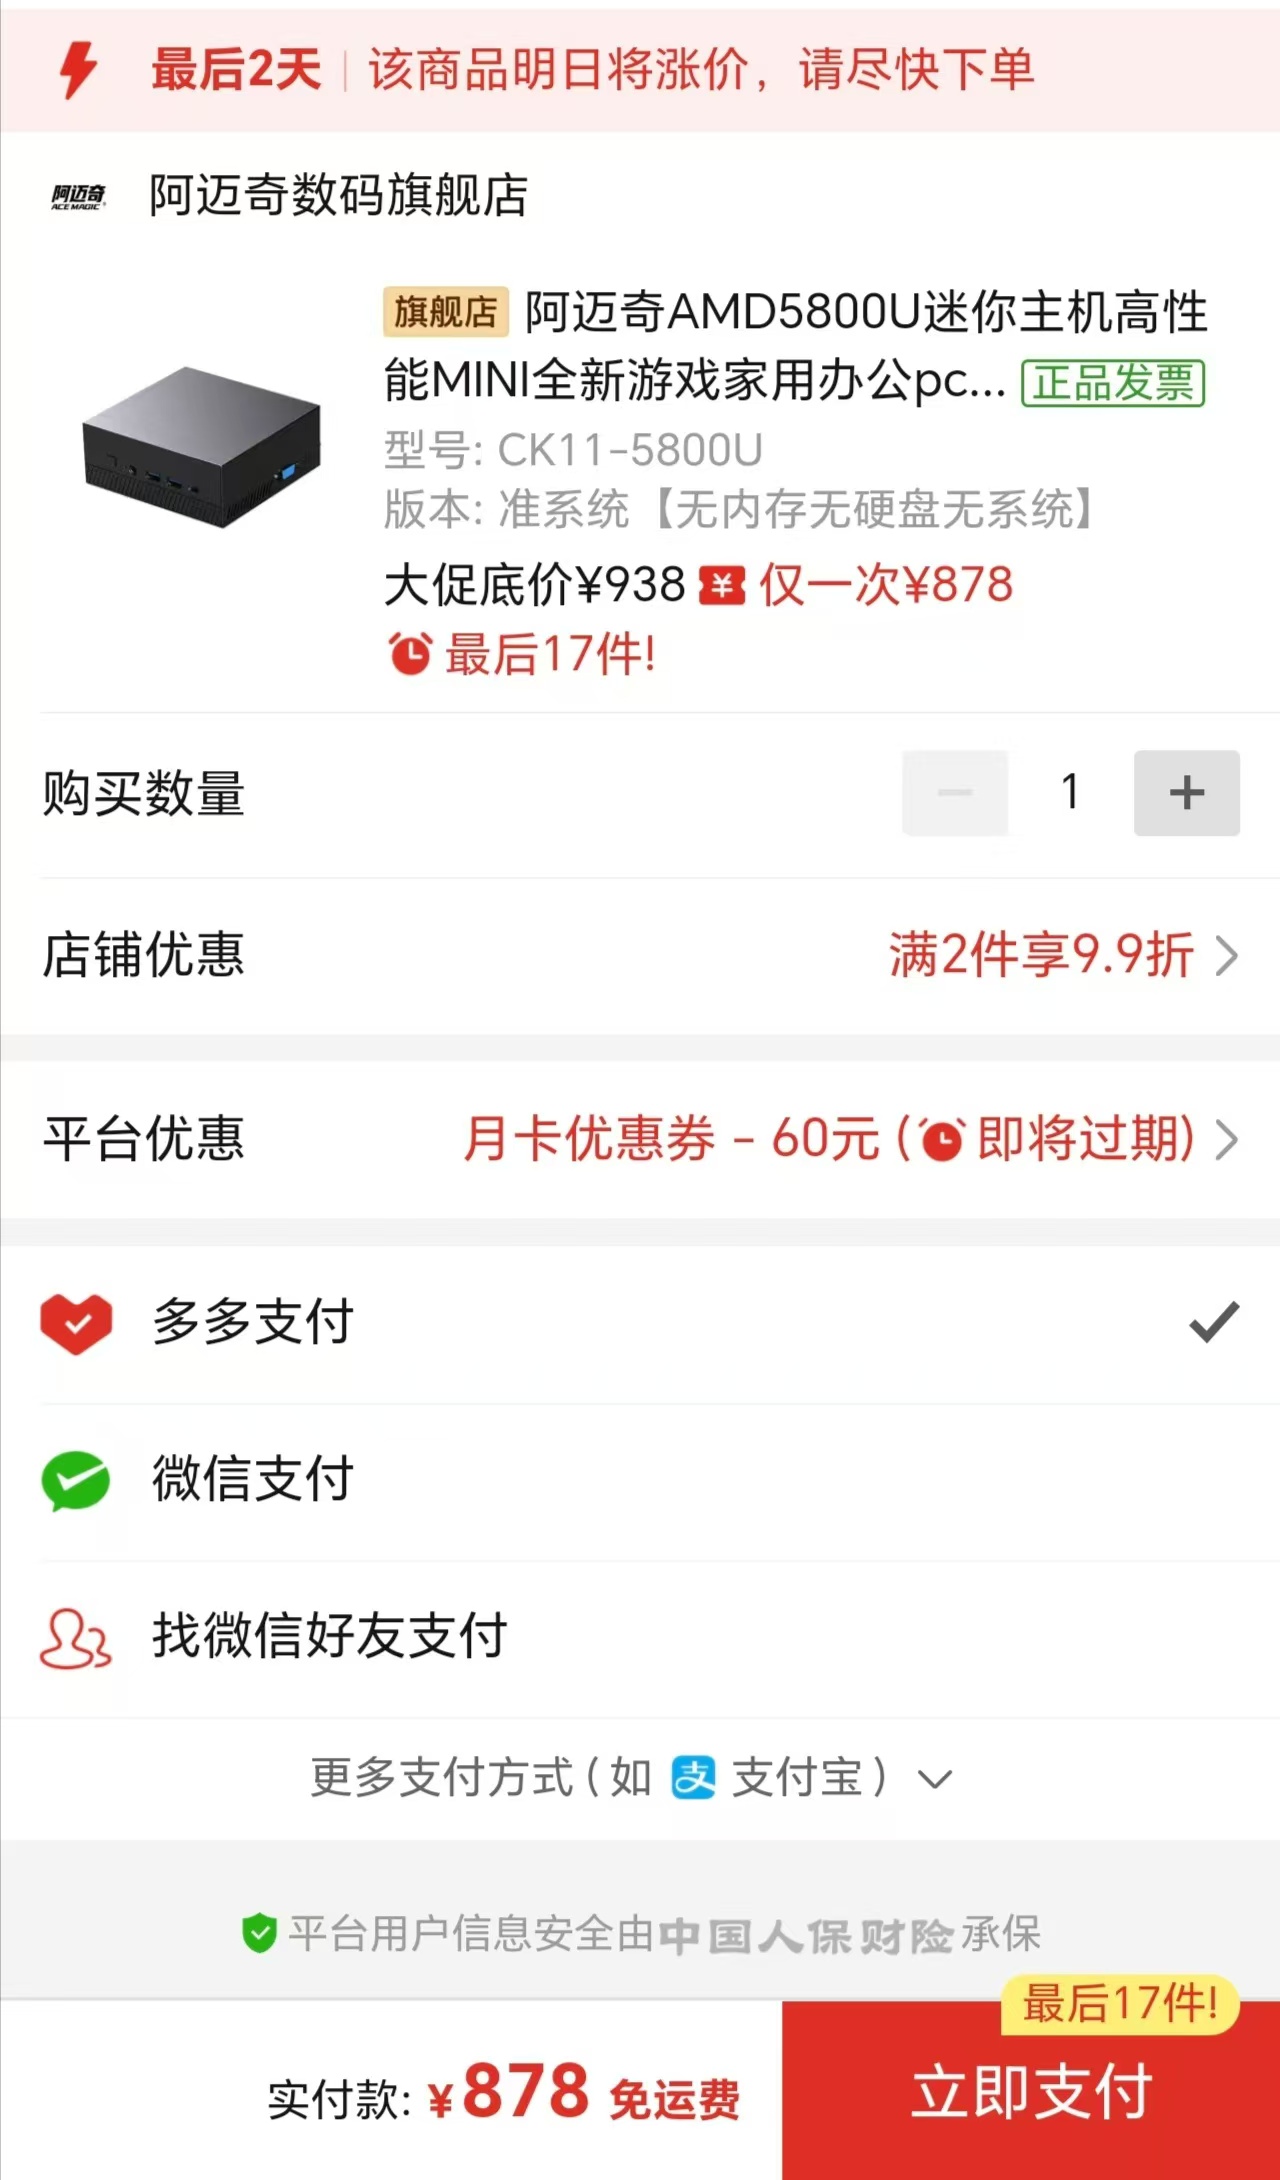 最后2天 | 该商品明日将涨价，请尽快下单
阿迈奇 ACE MAGIC 阿迈奇数码旗舰店
旗舰店 阿迈奇AMD5800U迷你主机高性
能MINI全新游戏家用办公pc... 正品发票
型号: CK11-5800U
版本: 准系统【无内存无硬盘无系统】
大促底价¥938 ¥ 仅一次¥878
最后17件!
购买数量 － 1 +
店铺优惠 满2件享9.9折
平台优惠 月卡优惠券 - 60元 ( 即将过期)
多多支付
微信支付
找微信好友支付
更多支付方式 ( 如 支 支付宝 )
平台用户信息安全由中国人保财险承保
最后17件!
实付款: ¥878 免运费 立即支付